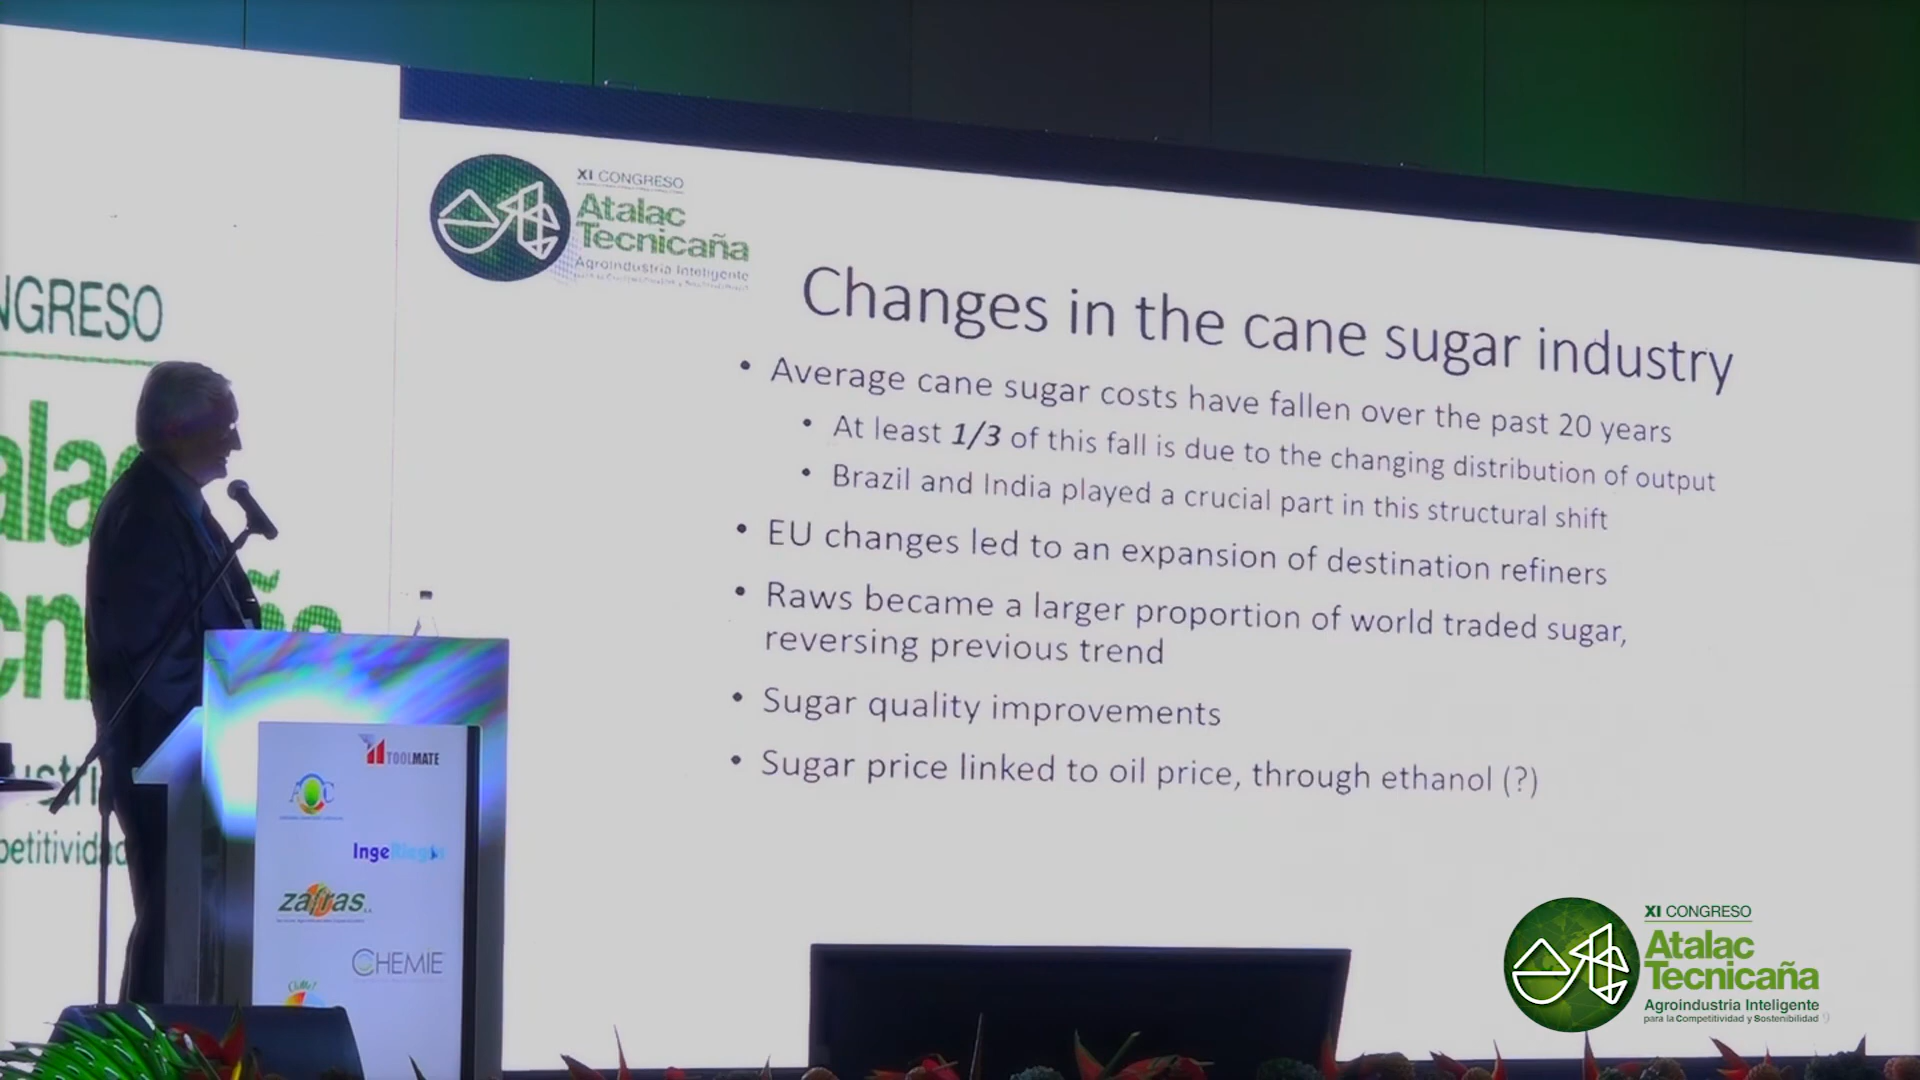 XI CONGRESO
Atalac
Tecnicaña
Agroindustria Inteligente
Changes in the cane sugar industry
• Average cane sugar costs have fallen over the past 20 years
• At least 1/3 of this fall is due to the changing distribution of output
• Brazil and India played a crucial part in this structural shift
• EU changes led to an expansion of destination refiners
• Raws became a larger proportion of world traded sugar,
reversing previous trend
• Sugar quality improvements
• Sugar price linked to oil price, through ethanol (?)
NGRESO
alac
petitividad
TOOLMATE
IngeRiego
zafras
CHEMIE
XI CONGRESO
Atalac
Tecnicaña
Agroindustria Inteligente
para la Competitividad y Sostenibilidad
9